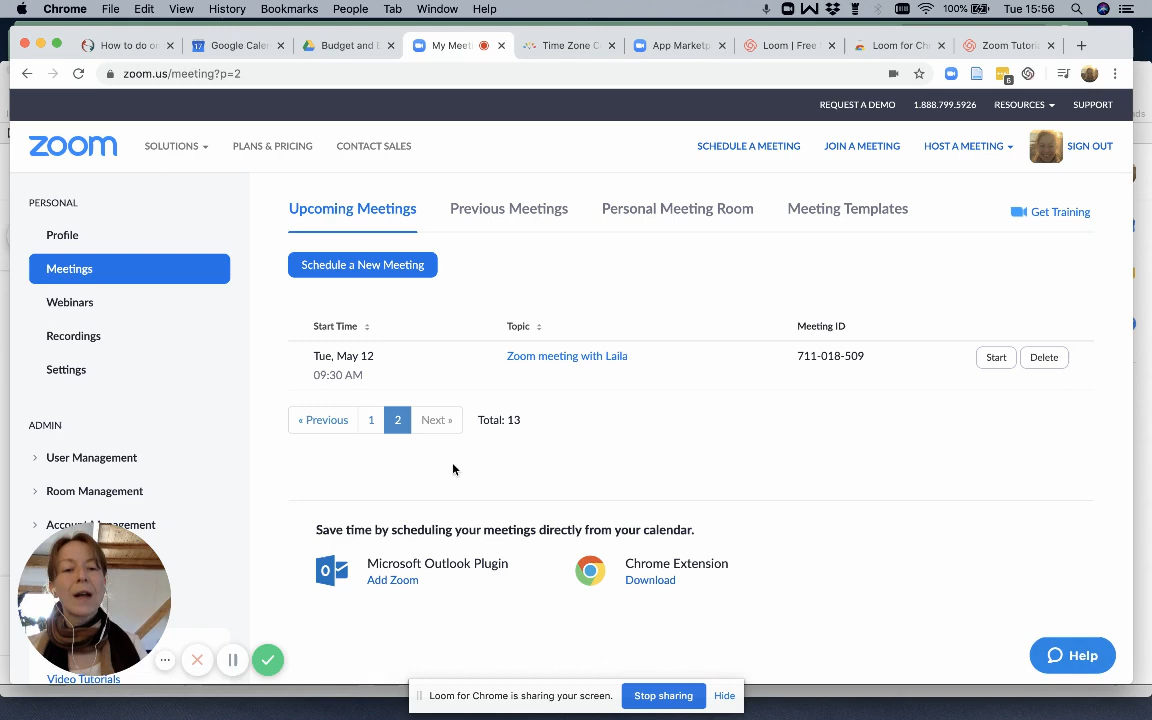 Chrome File Edit View History Bookmarks People Tab Window Help 100% Tue 15:56
How to do or Google Cale 17 Budget and E My Meeti Time Zone C App Marketp Loom | Free Loom for Ch Zoom Tutori
zoom.us/meeting?p=2 6
REQUEST A DEMO 1.888.799.5926 RESOURCES SUPPORT
zoom SOLUTIONS PLANS & PRICING CONTACT SALES SCHEDULE A MEETING JOIN A MEETING HOST A MEETING SIGN OUT
PERSONAL
Profile
Meetings
Webinars
Recordings
Settings
ADMIN
User Management
Room Management
Management
Video Tutorials
Upcoming Meetings Previous Meetings Personal Meeting Room Meeting Templates Get Training
Schedule a New Meeting
Start Time Topic Meeting ID
Tue, May 12 Zoom meeting with Laila 711-018-509 Start Delete
09:30 AM
« Previous 1 2 Next » Total: 13
Save time by scheduling your meetings directly from your calendar.
Microsoft Outlook Plugin Chrome Extension
Add Zoom Download
Help
Loom for Chrome is sharing your screen. Stop sharing Hide